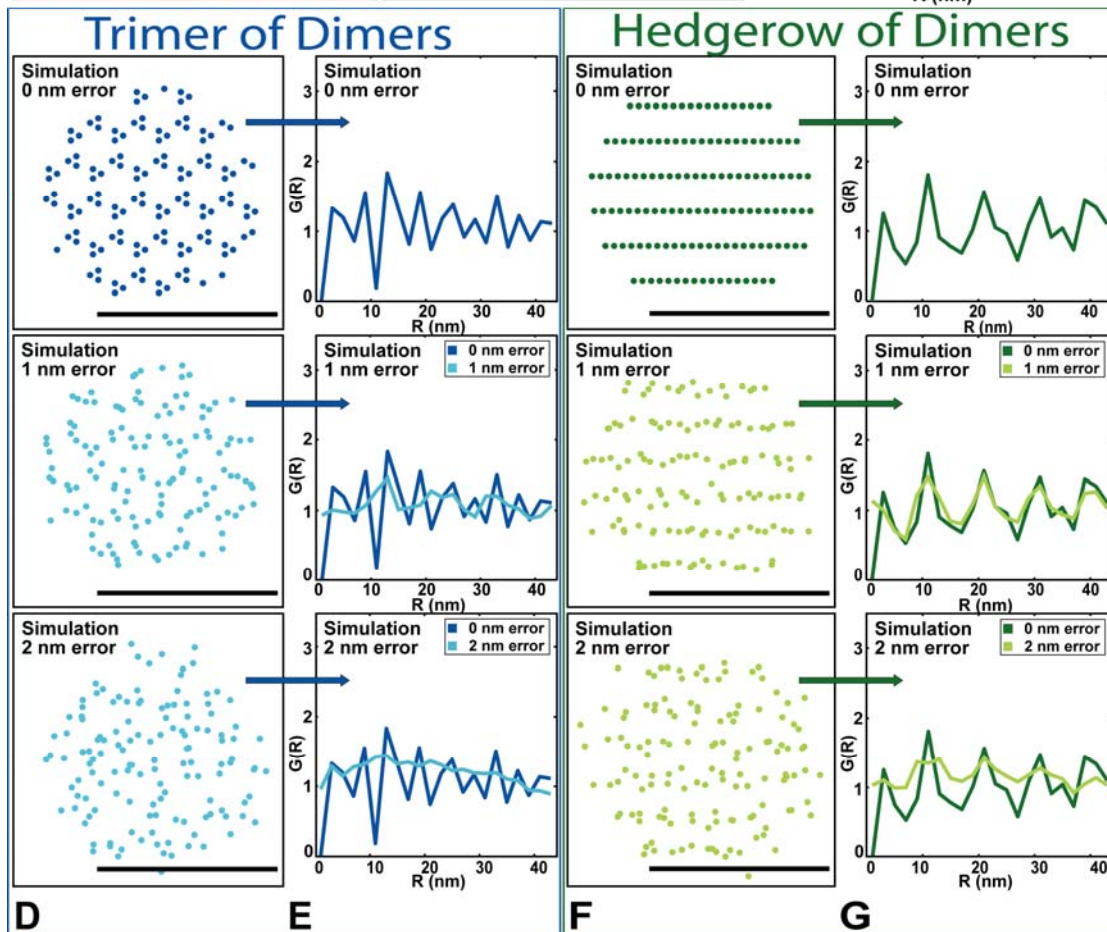 R (nm)
Trimer of Dimers
Hedgerow of Dimers
Simulation
0 nm error
Simulation
0 nm error
3
2
1
0
G(R)
0 10 20 30 40
R (nm)
Simulation
0 nm error
Simulation
0 nm error
3
2
1
0
G(R)
0 10 20 30 40
R (nm)
Simulation
1 nm error
Simulation
1 nm error
0 nm error
1 nm error
3
2
1
0
G(R)
0 10 20 30 40
R (nm)
Simulation
1 nm error
Simulation
1 nm error
0 nm error
1 nm error
3
2
1
0
G(R)
0 10 20 30 40
R (nm)
Simulation
2 nm error
Simulation
2 nm error
0 nm error
2 nm error
3
2
1
0
G(R)
0 10 20 30 40
R (nm)
Simulation
2 nm error
Simulation
2 nm error
0 nm error
2 nm error
3
2
1
0
G(R)
0 10 20 30 40
R (nm)
D
E
F
G